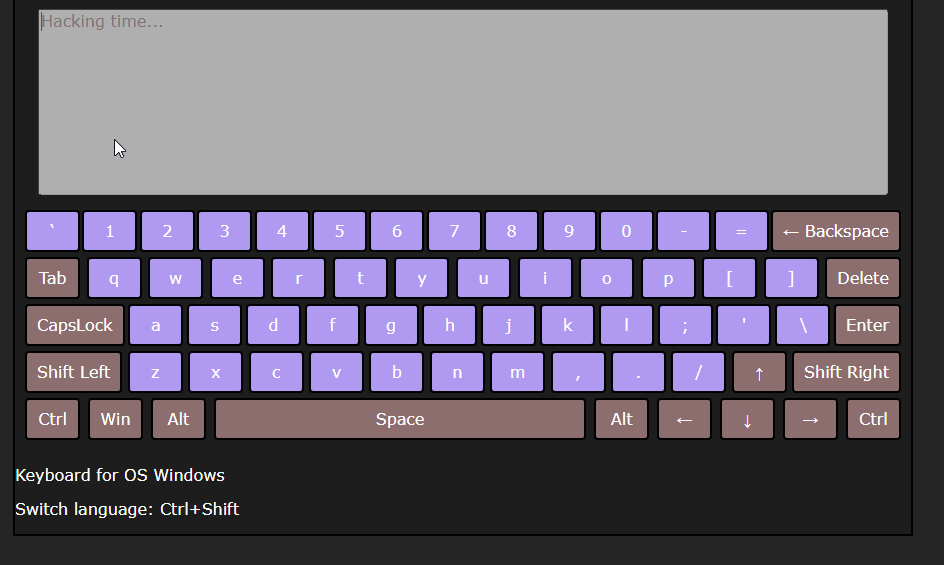 Hacking time...
` 1 2 3 4 5 6 7 8 9 0 - = ← Backspace
Tab q w e r t y u i o p [ ] Delete
CapsLock a s d f g h j k l ; ' \ Enter
Shift Left z x c v b n m , . / ↑ Shift Right
Ctrl Win Alt Space Alt ← ↓ → Ctrl
Keyboard for OS Windows
Switch language: Ctrl+Shift